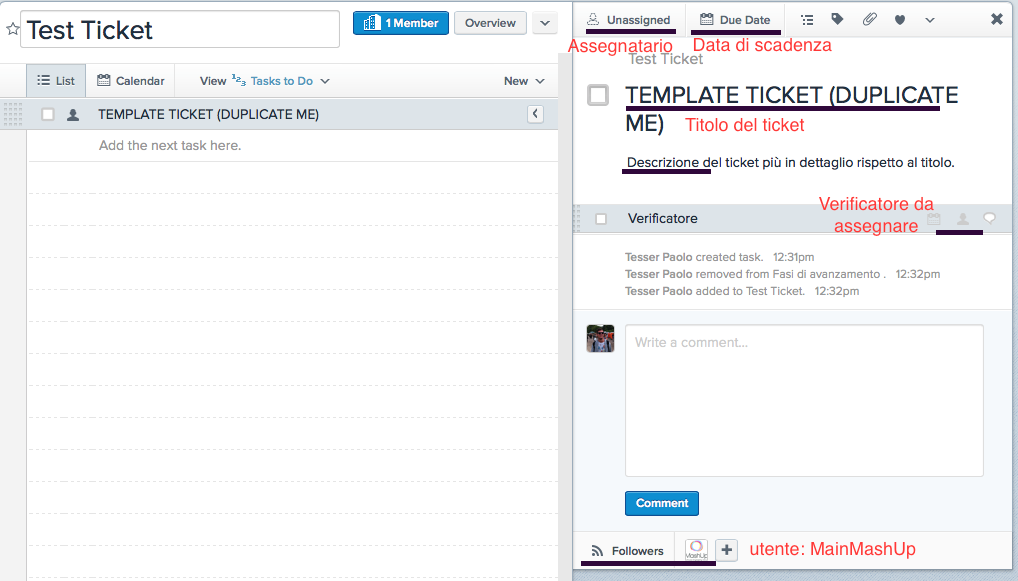 Test Ticket
1 Member
Overview
List
Calendar
View 123 Tasks to Do
New
TEMPLATE TICKET (DUPLICATE ME)
Add the next task here.
Unassigned
Due Date
Assegnatario
Data di scadenza
Test Ticket
TEMPLATE TICKET (DUPLICATE
ME)
Titolo del ticket
Descrizione del ticket più in dettaglio rispetto al titolo.
Verificatore da
assegnare
Verificatore
Tesser Paolo created task. 12:31pm
Tesser Paolo removed from Fasi di avanzamento . 12:32pm
Tesser Paolo added to Test Ticket. 12:32pm
Write a comment...
Comment
Followers
MashUp
utente: MainMashUp